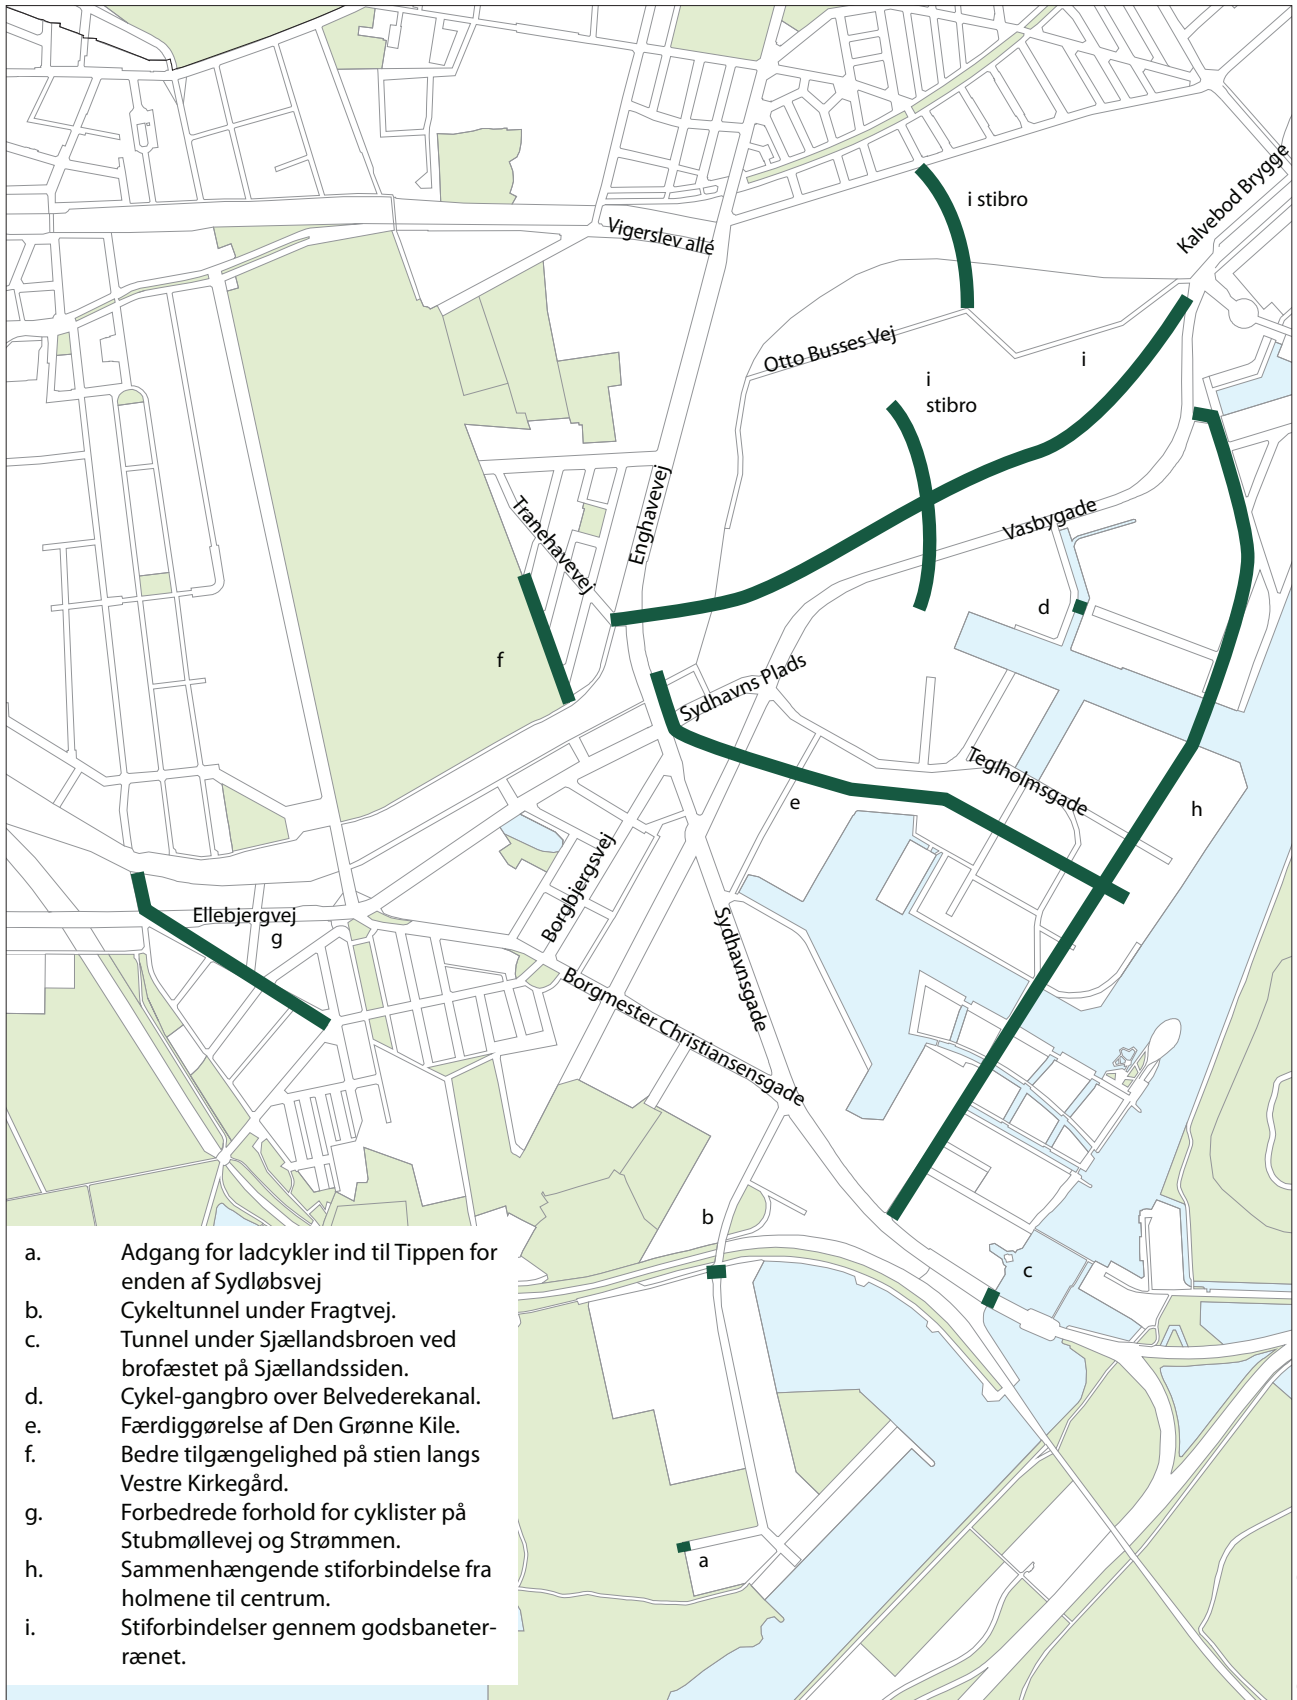 i stibro
Kalvebod Brygge
Vigerslev allé
Otto Busses Vej
i
i
stibro
Enghavevej
Tranehavevej
Vasbygade
d
f
Sydhavns Plads
Teglholmsgade
e
h
Borgbjergsvej
Ellebjergvej
g
Sydhavnsgade
Borgmester Christiansensgade
b
c
a
a. Adgang for ladcykler ind til Tippen for
enden af Sydløbsvej
b. Cykeltunnel under Fragtvej.
c. Tunnel under Sjællandsbroen ved
brofæstet på Sjællandssiden.
d. Cykel-gangbro over Belvederekanal.
e. Færdiggørelse af Den Grønne Kile.
f. Bedre tilgængelighed på stien langs
Vestre Kirkegård.
g. Forbedrede forhold for cyklister på
Stubmøllevej og Strømmen.
h. Sammenhængende stiforbindelse fra
holmene til centrum.
i. Stiforbindelser gennem godsbaneter-
rænet.